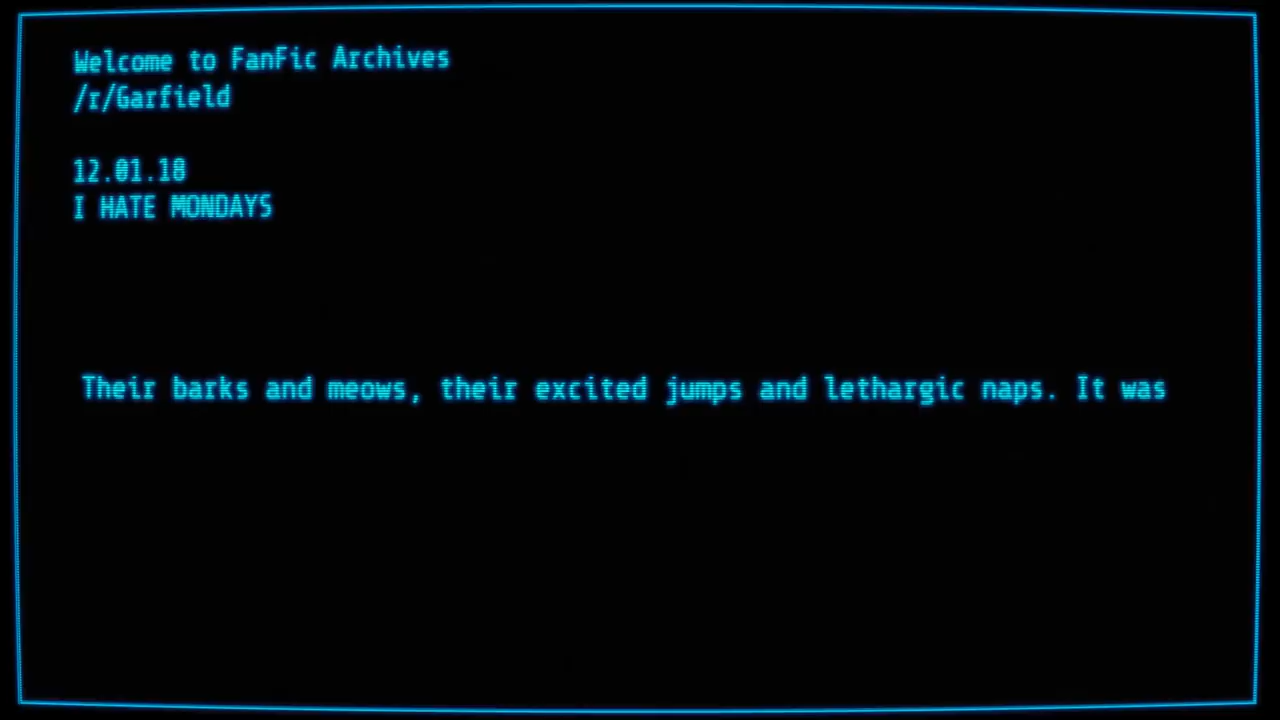 Welcome to FanFic Archives
/r/Garfield
12.01.18
I HATE MONDAYS
Their barks and meows, their excited jumps and lethargic naps. It was